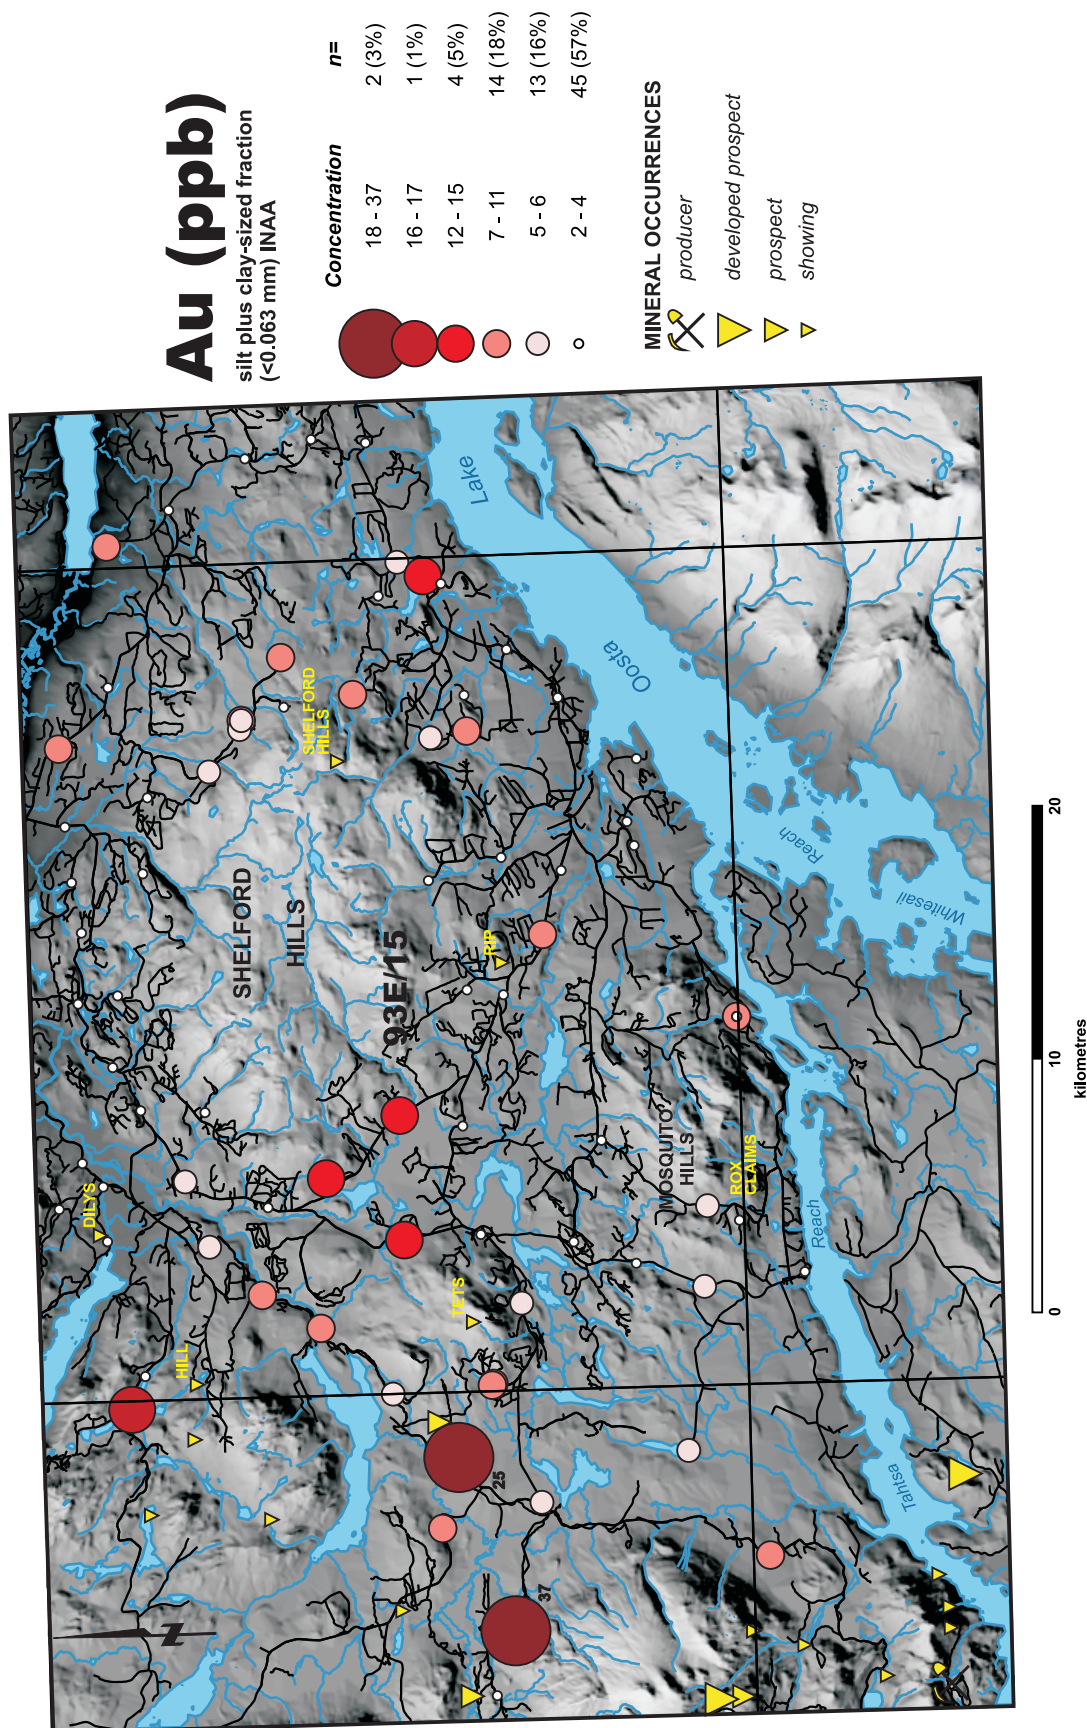 Au (ppb)
silt plus clay-sized fraction
(<0.063 mm) INAA
Concentration n=
18 - 37 2 (3%)
16 - 17 1 (1%)
12 - 15 4 (5%)
7 - 11 14 (18%)
5 - 6 13 (16%)
2 - 4 45 (57%)
MINERAL OCCURRENCES
producer
developed prospect
prospect
showing
DILYS
HILL
SHELFORD
HILLS
SHELFORD
HILLS
93E/15
RIP
TETS
25
37
MOSQUITO
HILLS
ROX
CLAIMS
Ootsa
Lake
Whitesail
Reach
Tahtsa
Reach
N
0 10 20
kilometres